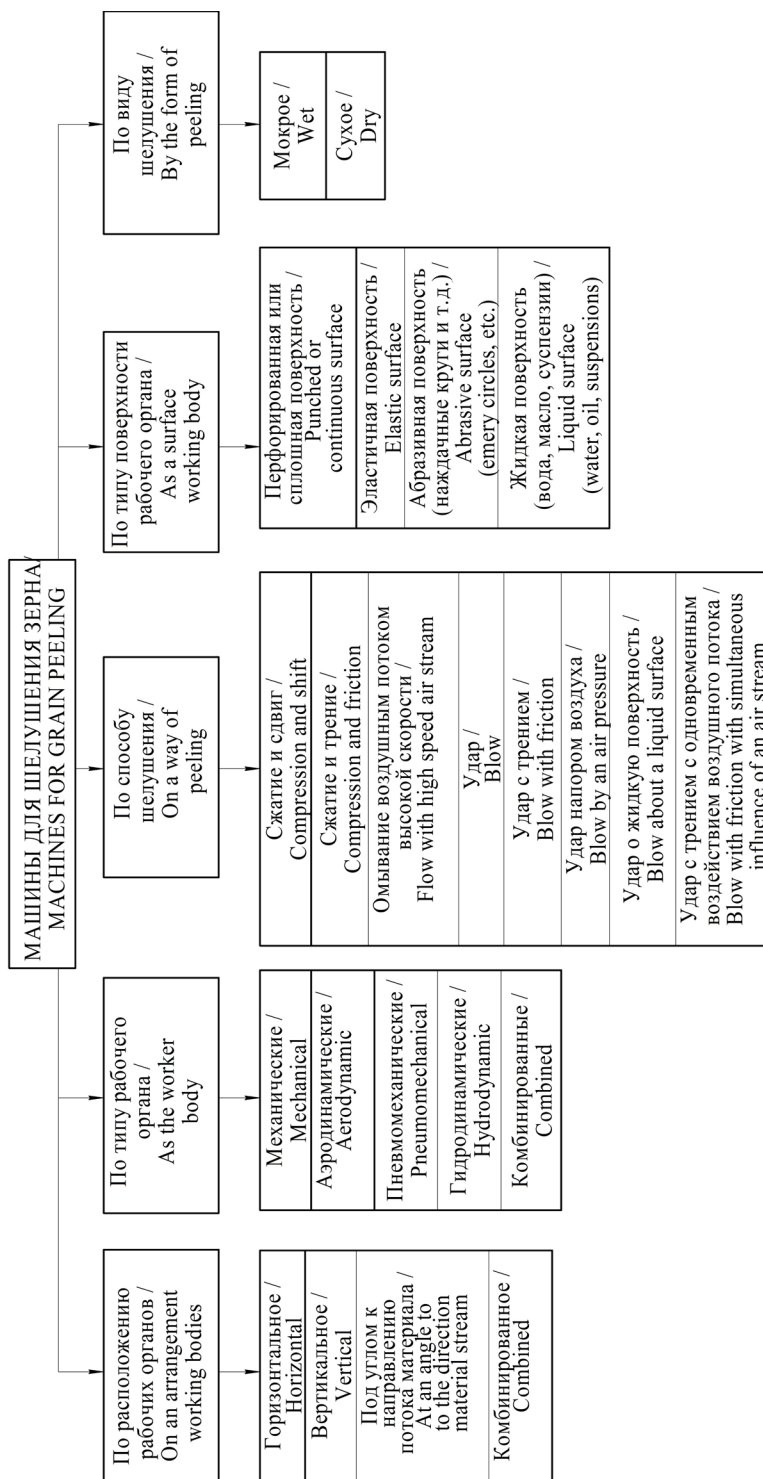 МАШИНЫ ДЛЯ ШЕЛУШЕНИЯ ЗЕРНА/
MACHINES FOR GRAIN PEELING
По расположению
рабочих органов /
On an arrangement
working bodies
Горизонтальное /
Horizontal
Вертикальное /
Vertical
Под углом к
направлению
потока материала /
At an angle to
to the direction
material stream
Комбинированное /
Combined
По типу рабочего
органа /
As the worker
body
Механические /
Mechanical
Аэродинамические /
Aerodynamic
Пневмомеханические /
Pneumomechanical
Гидродинамические /
Hydrodynamic
Комбинированные /
Combined
По способу
шелушения /
On a way of
peeling
Сжатие и сдвиг /
Compression and shift
Сжатие и трение /
Compression and friction
Омывание воздушным потоком
высокой скорости /
Flow with high speed air stream
Удар /
Blow
Удар с трением /
Blow with friction
Удар напором воздуха /
Blow by an air pressure
Удар о жидкую поверхность /
Blow about a liquid surface
Удар с трением с одновременным
воздействием воздушного потока /
Blow with friction with simultaneous
influence of an air stream
По типу поверхности
рабочего органа /
As a surface
working body
Перфорированная или
сплошная поверхность /
Punched or
continuous surface
Эластичная поверхность /
Elastic surface
Абразивная поверхность
(наждачные круги и т.д.) /
Abrasive surface
(emery circles, etc.)
Жидкая поверхность
(вода, масло, суспензии) /
Liquid surface
(water, oil, suspensions)
По виду
шелушения /
By the form of
peeling
Мокрое /
Wet
Сухое /
Dry